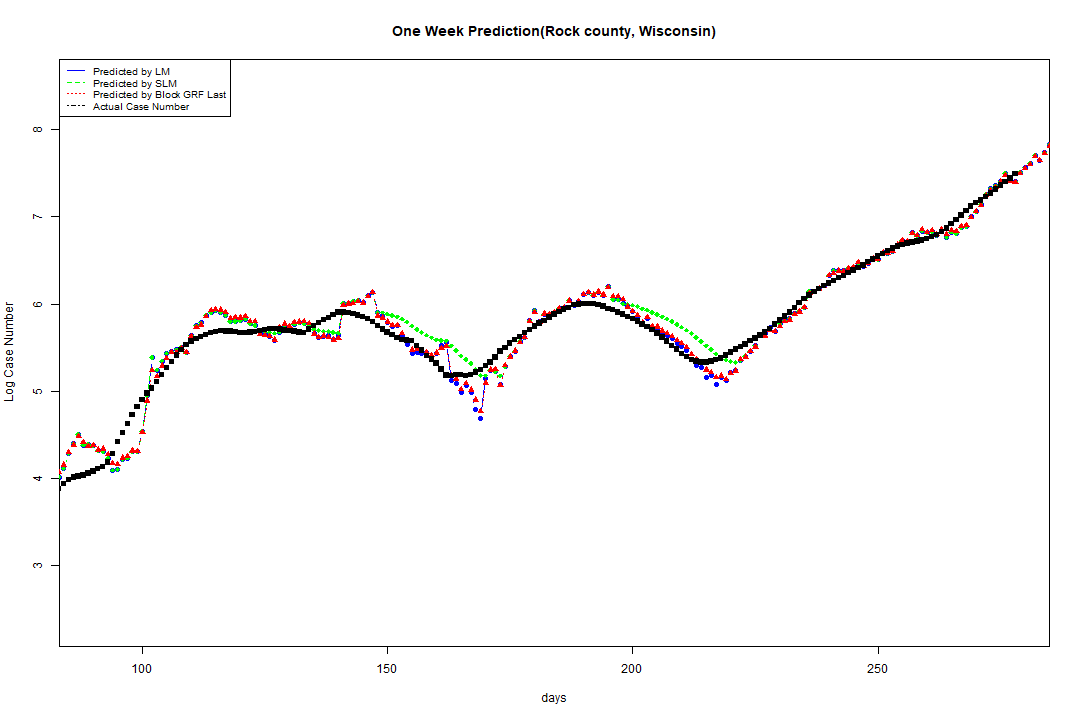 One Week Prediction(Rock county, Wisconsin)
Predicted by LM
Predicted by SLM
Predicted by Block GRF Last
Actual Case Number
8
7
6
5
4
3
Log Case Number
100 150 200 250
days